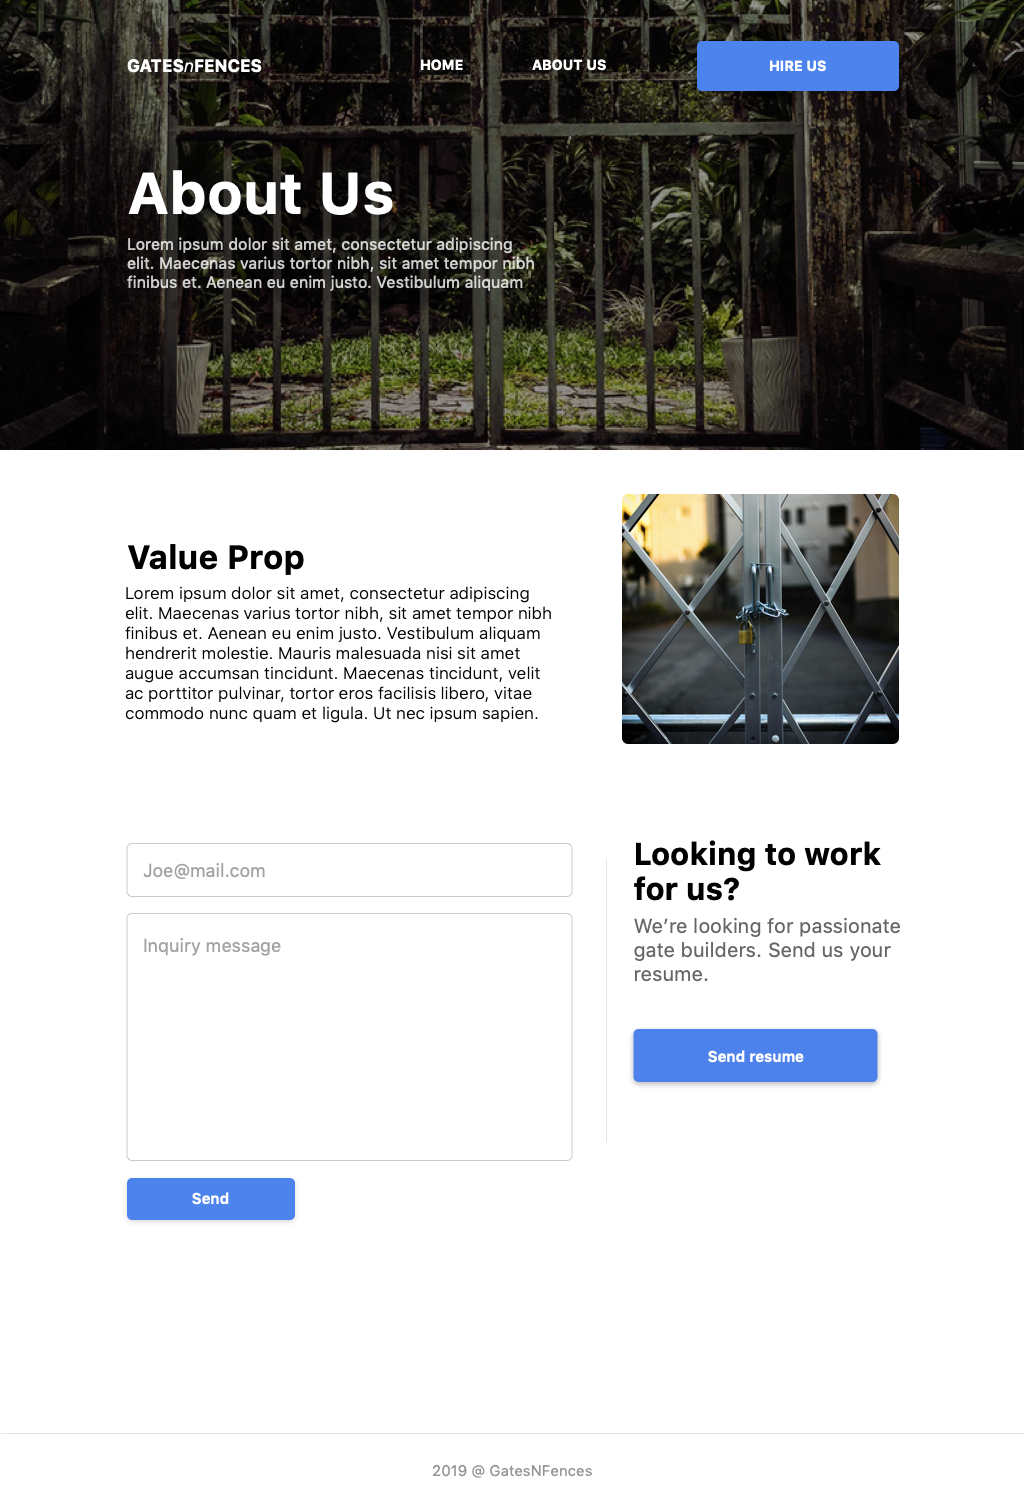 GATESnFENCES
HOME
ABOUT US
HIRE US
About Us
Lorem ipsum dolor sit amet, consectetur adipiscing
elit. Maecenas varius tortor nibh, sit amet tempor nibh
finibus et. Aenean eu enim justo. Vestibulum aliquam
Value Prop
Lorem ipsum dolor sit amet, consectetur adipiscing
elit. Maecenas varius tortor nibh, sit amet tempor nibh
finibus et. Aenean eu enim justo. Vestibulum aliquam
hendrerit molestie. Mauris malesuada nisi sit amet
augue accumsan tincidunt. Maecenas tincidunt, velit
ac porttitor pulvinar, tortor eros facilisis libero, vitae
commodo nunc quam et ligula. Ut nec ipsum sapien.
Joe@mail.com
Inquiry message
Send
Looking to work
for us?
We’re looking for passionate
gate builders. Send us your
resume.
Send resume
2019 @ GatesNFences